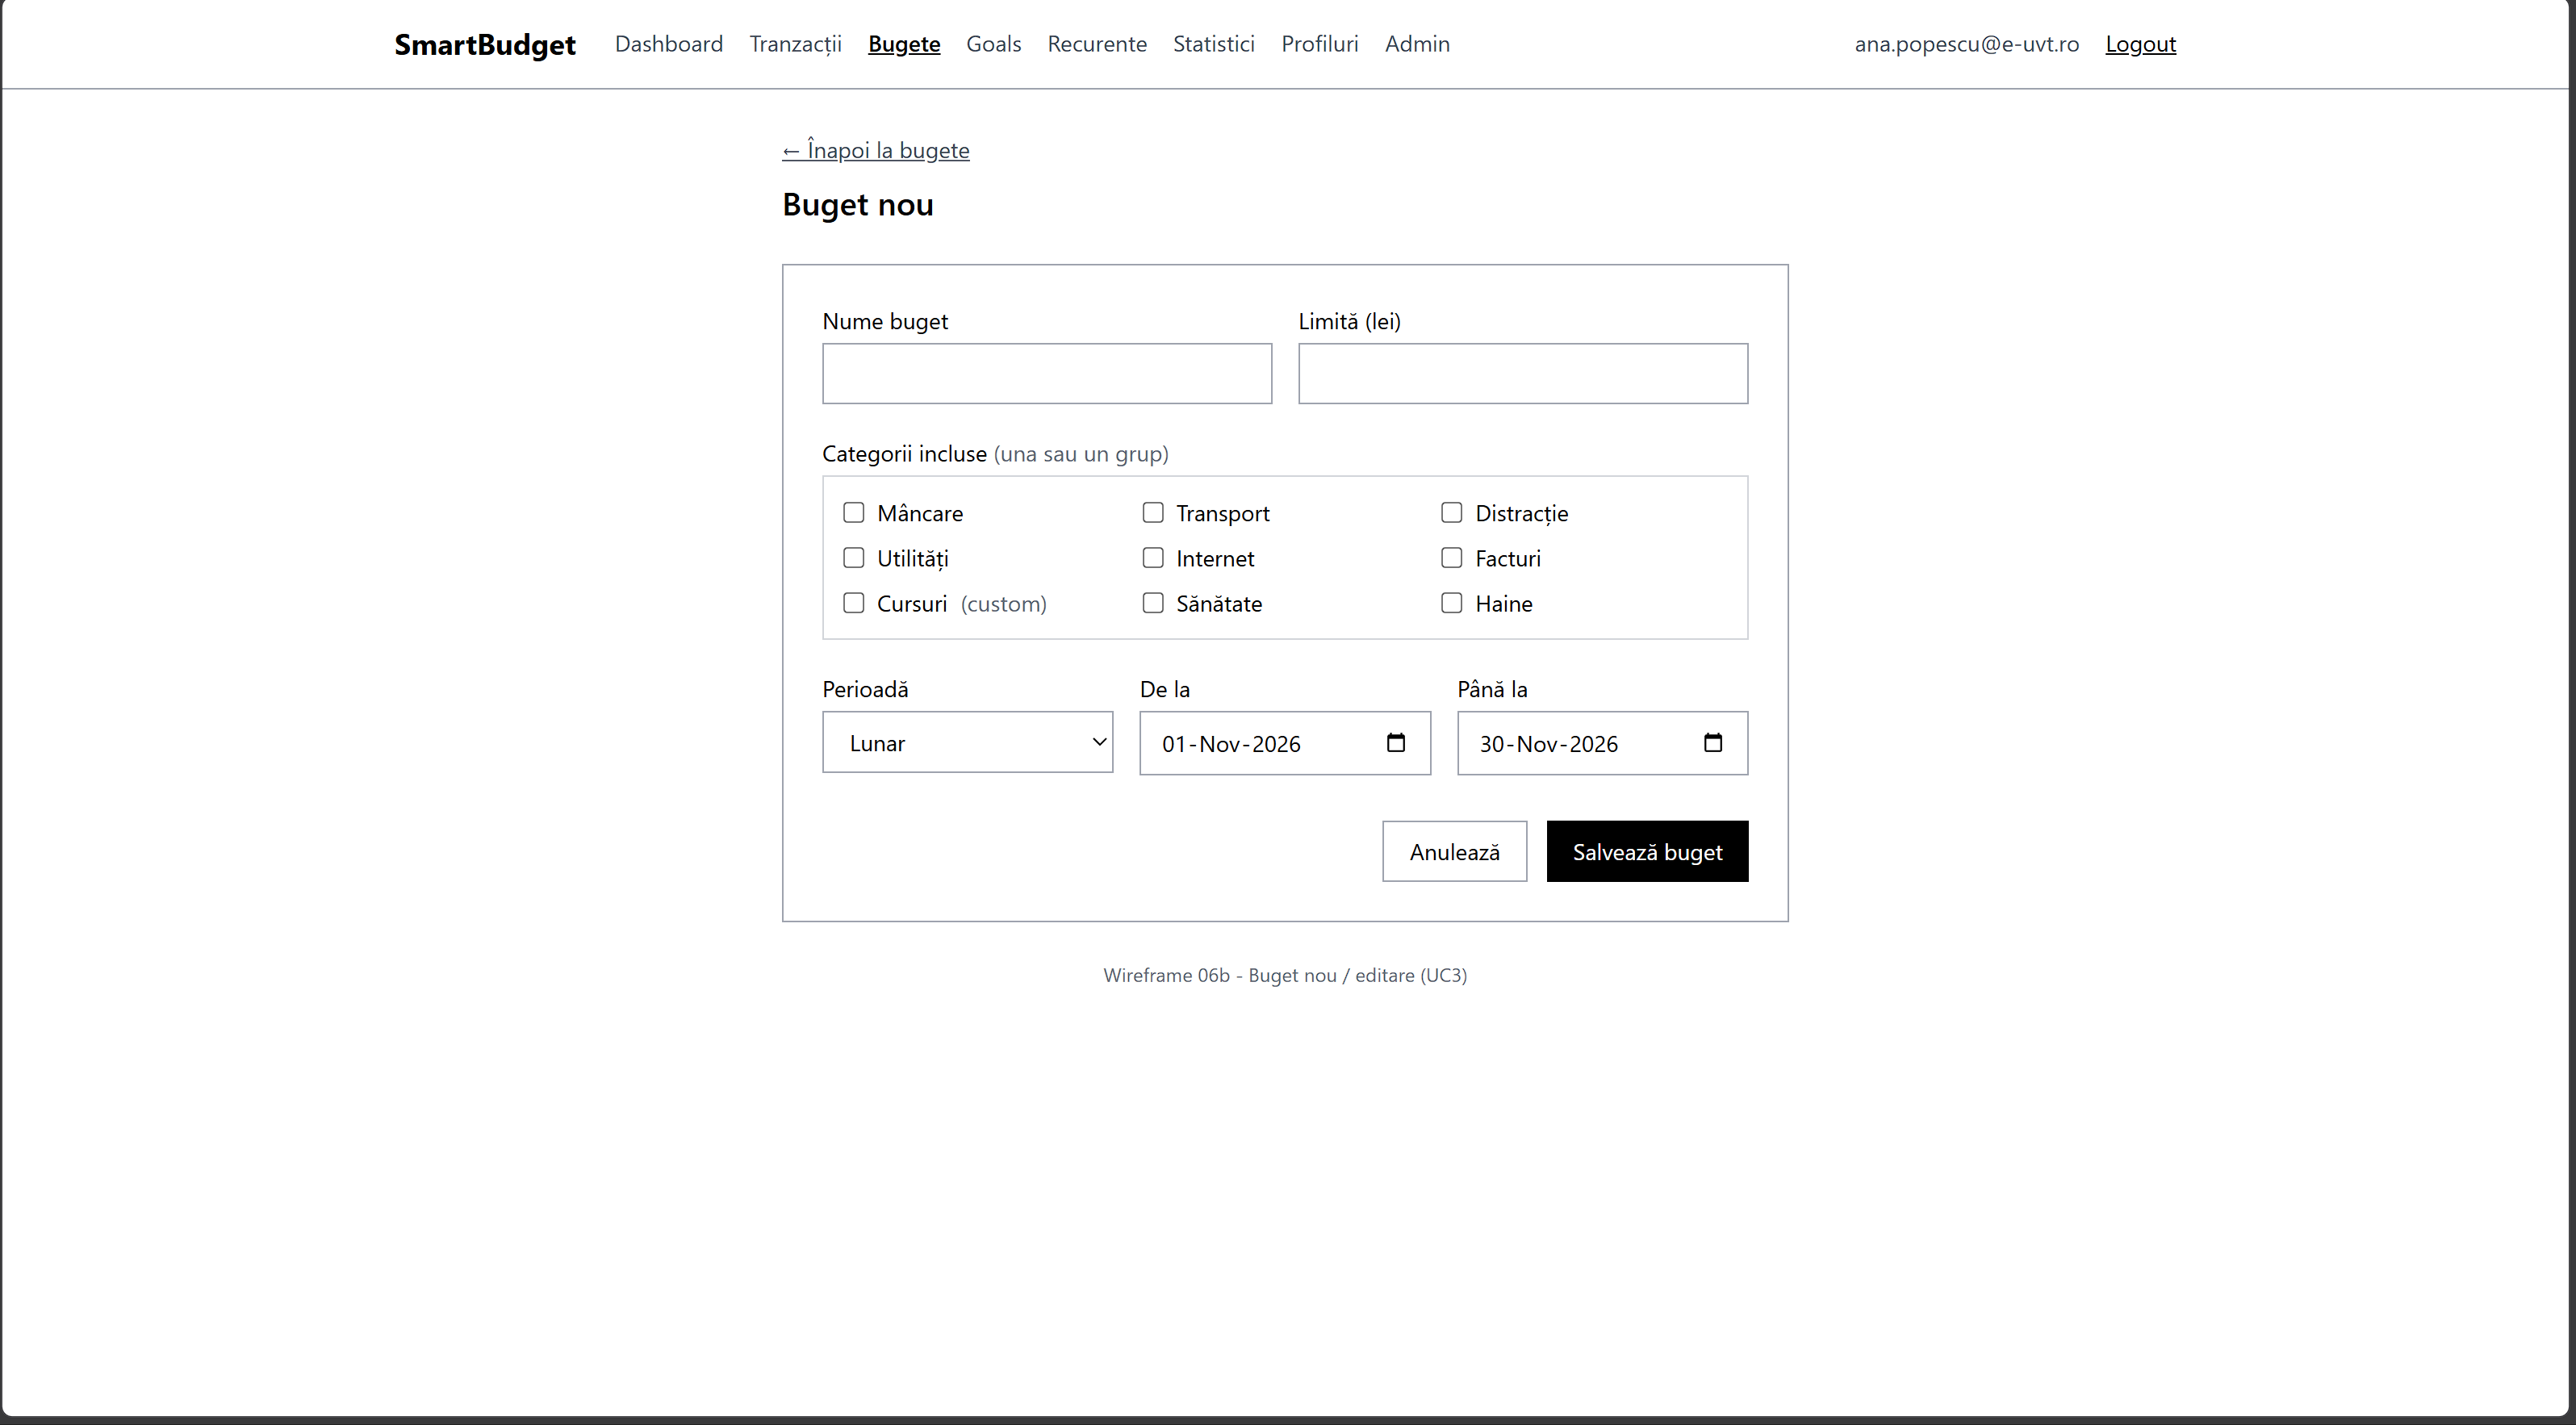 SmartBudget Dashboard Tranzacții Bugete Goals Recurente Statistici Profiluri Admin ana.popescu@e-uvt.ro Logout
← Înapoi la bugete
Buget nou
Nume buget Limită (lei)
Categorii incluse (una sau un grup)
Mâncare Transport Distracție
Utilități Internet Facturi
Cursuri (custom) Sănătate Haine
Perioadă De la Până la
Lunar 01-Nov-2026 30-Nov-2026
Anulează Salvează buget
Wireframe 06b - Buget nou / editare (UC3)